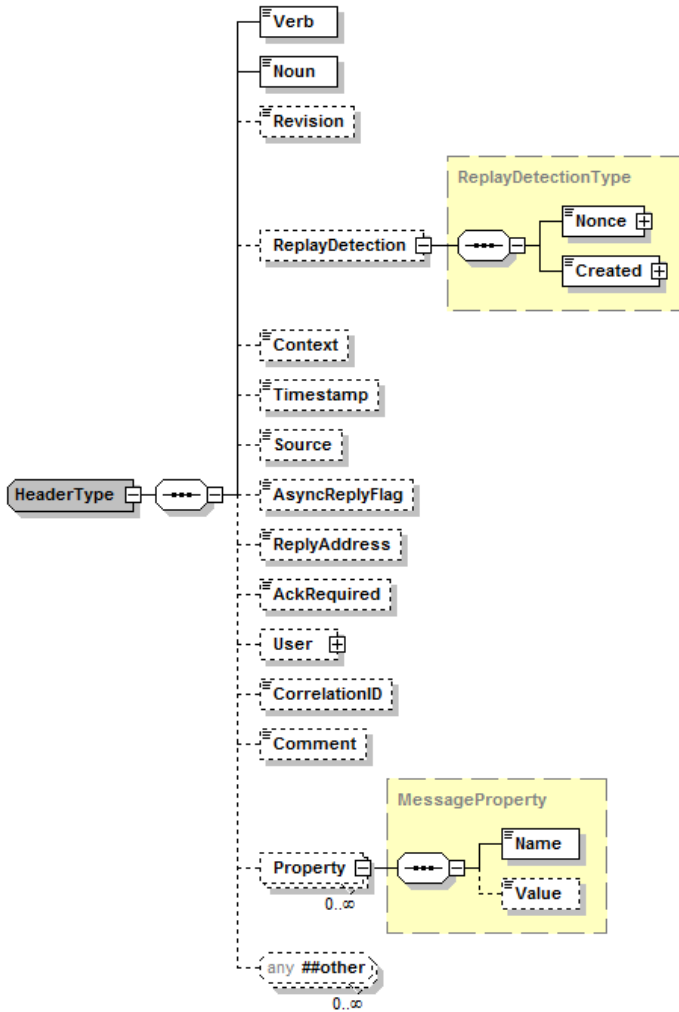 Verb
Noun
Revision
ReplayDetectionType
Nonce
ReplayDetection
Created
Context
Timestamp
Source
HeaderType
AsyncReplyFlag
ReplyAddress
AckRequired
User
CorrelationID
Comment
MessageProperty
Name
Property
Value
0..∞
any ##other
0..∞